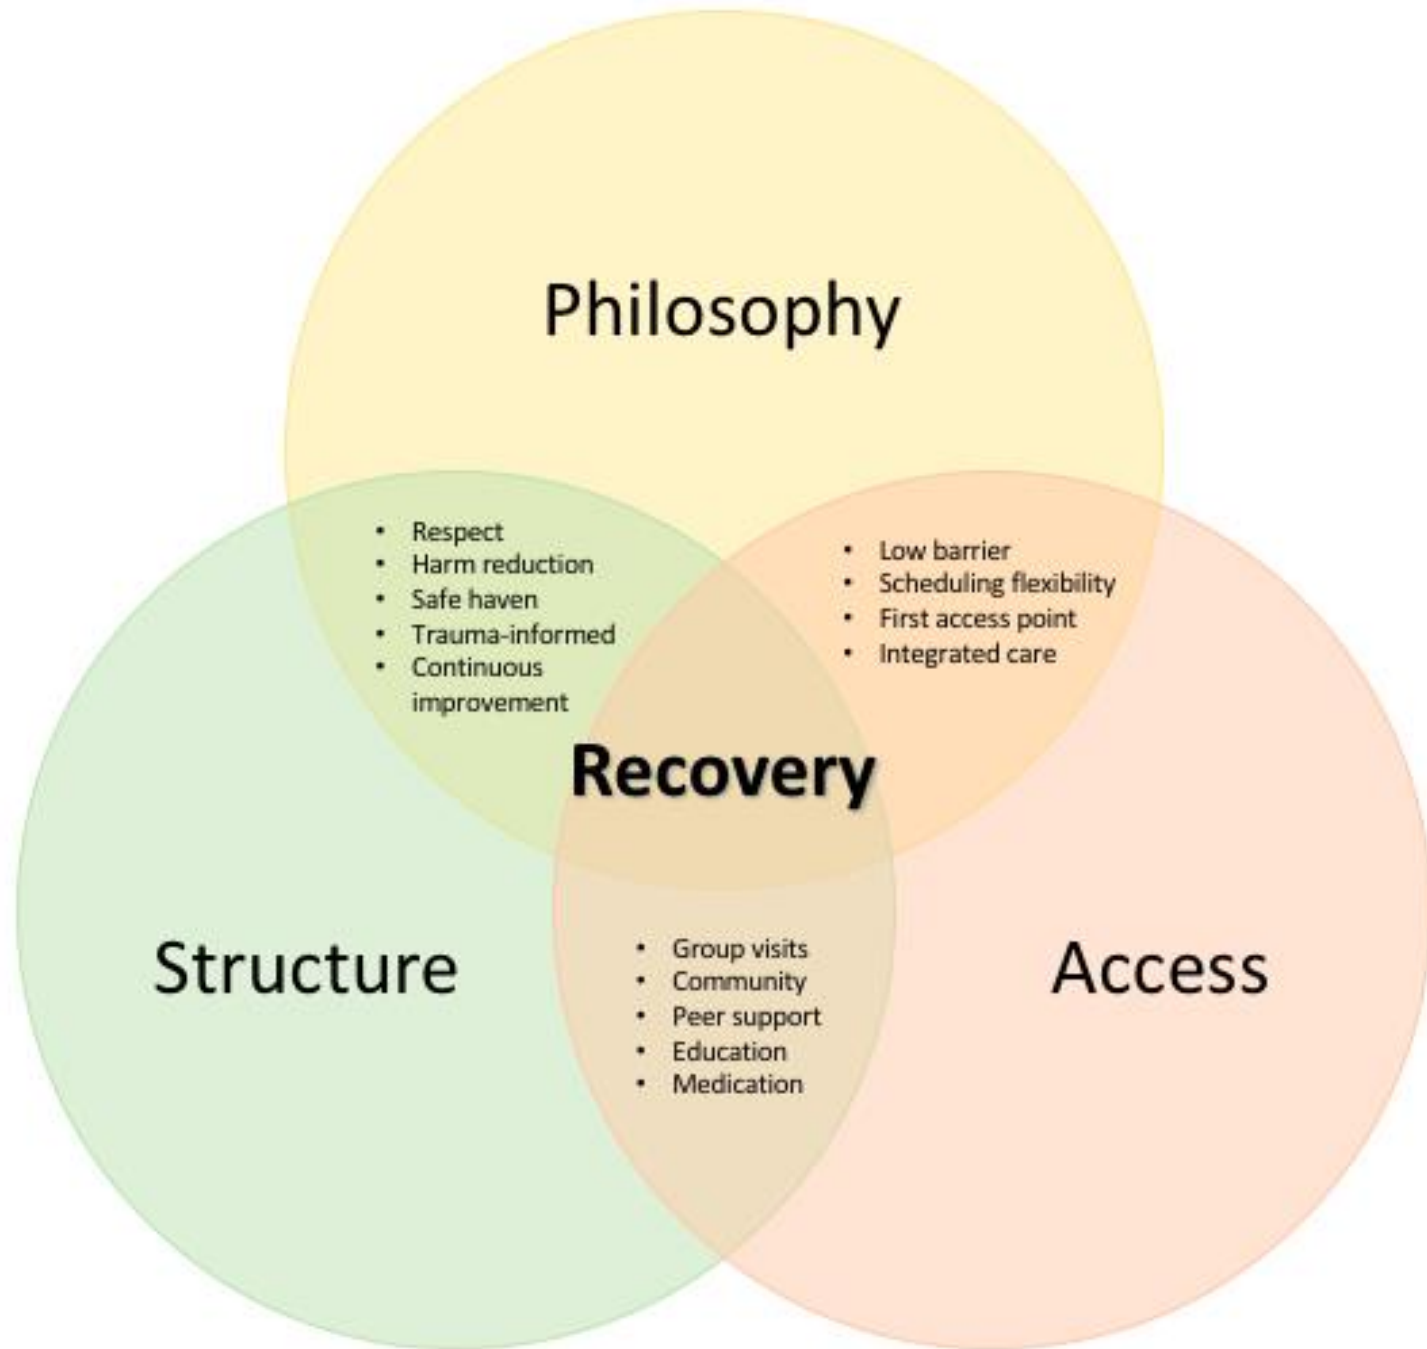 Philosophy
• Respect
• Harm reduction
• Safe haven
• Trauma-informed
• Continuous
improvement
• Low barrier
• Scheduling flexibility
• First access point
• Integrated care
Recovery
Structure
• Group visits
• Community
• Peer support
• Education
• Medication
Access